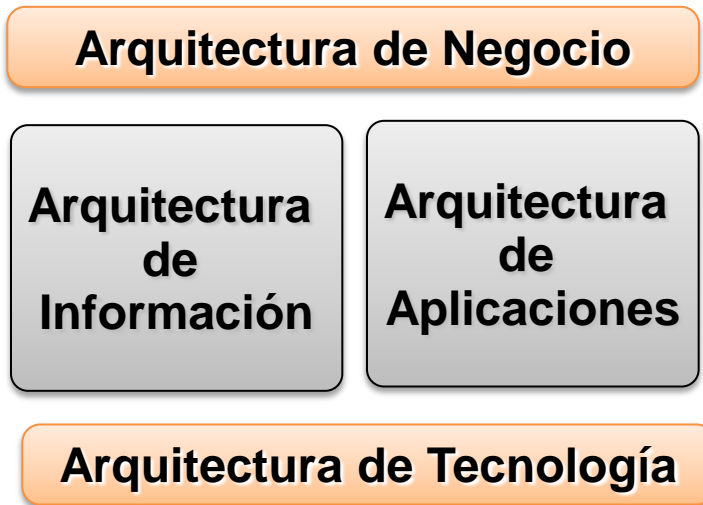 Arquitectura de Negocio
Arquitectura
de
Información
Arquitectura
de
Aplicaciones
Arquitectura de Tecnología